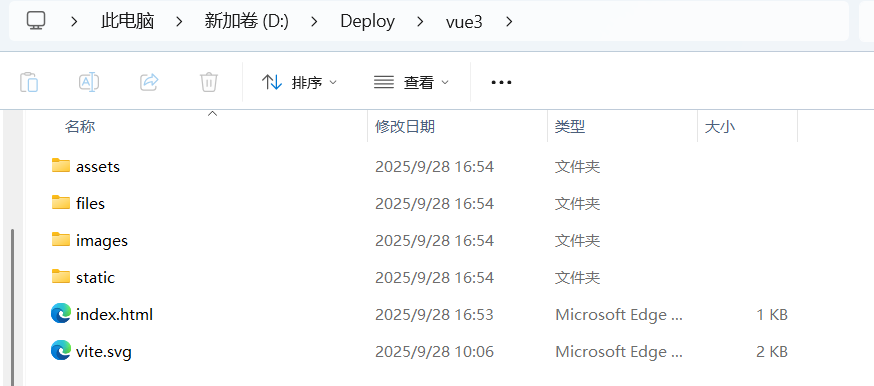 此电脑 新加卷 (D:) Deploy vue3
排序 查看
名称 修改日期 类型 大小
assets 2025/9/28 16:54 文件夹
files 2025/9/28 16:54 文件夹
images 2025/9/28 16:54 文件夹
static 2025/9/28 16:54 文件夹
index.html 2025/9/28 16:53 Microsoft Edge ... 1 KB
vite.svg 2025/9/28 10:06 Microsoft Edge ... 2 KB